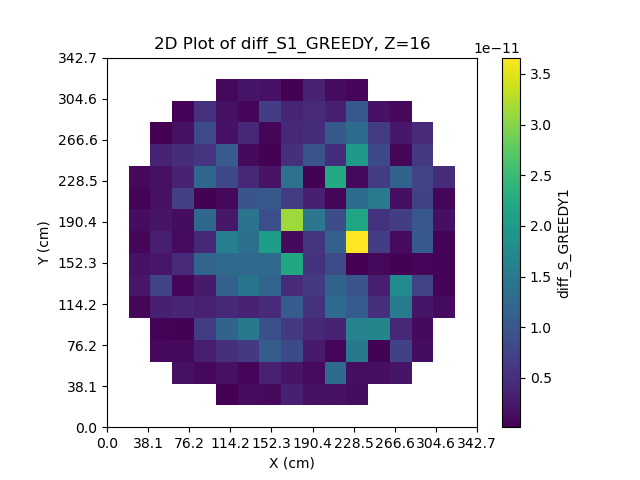 2D Plot of diff_S1_GREEDY, Z=16
1e−11
342.7
304.6
266.6
228.5
190.4
152.3
114.2
76.2
38.1
0.0
Y (cm)
0.0 38.1 76.2 114.2 152.3 190.4 228.5 266.6 304.6 342.7
X (cm)
3.5
3.0
2.5
2.0
1.5
1.0
0.5
diff_S_GREEDY1